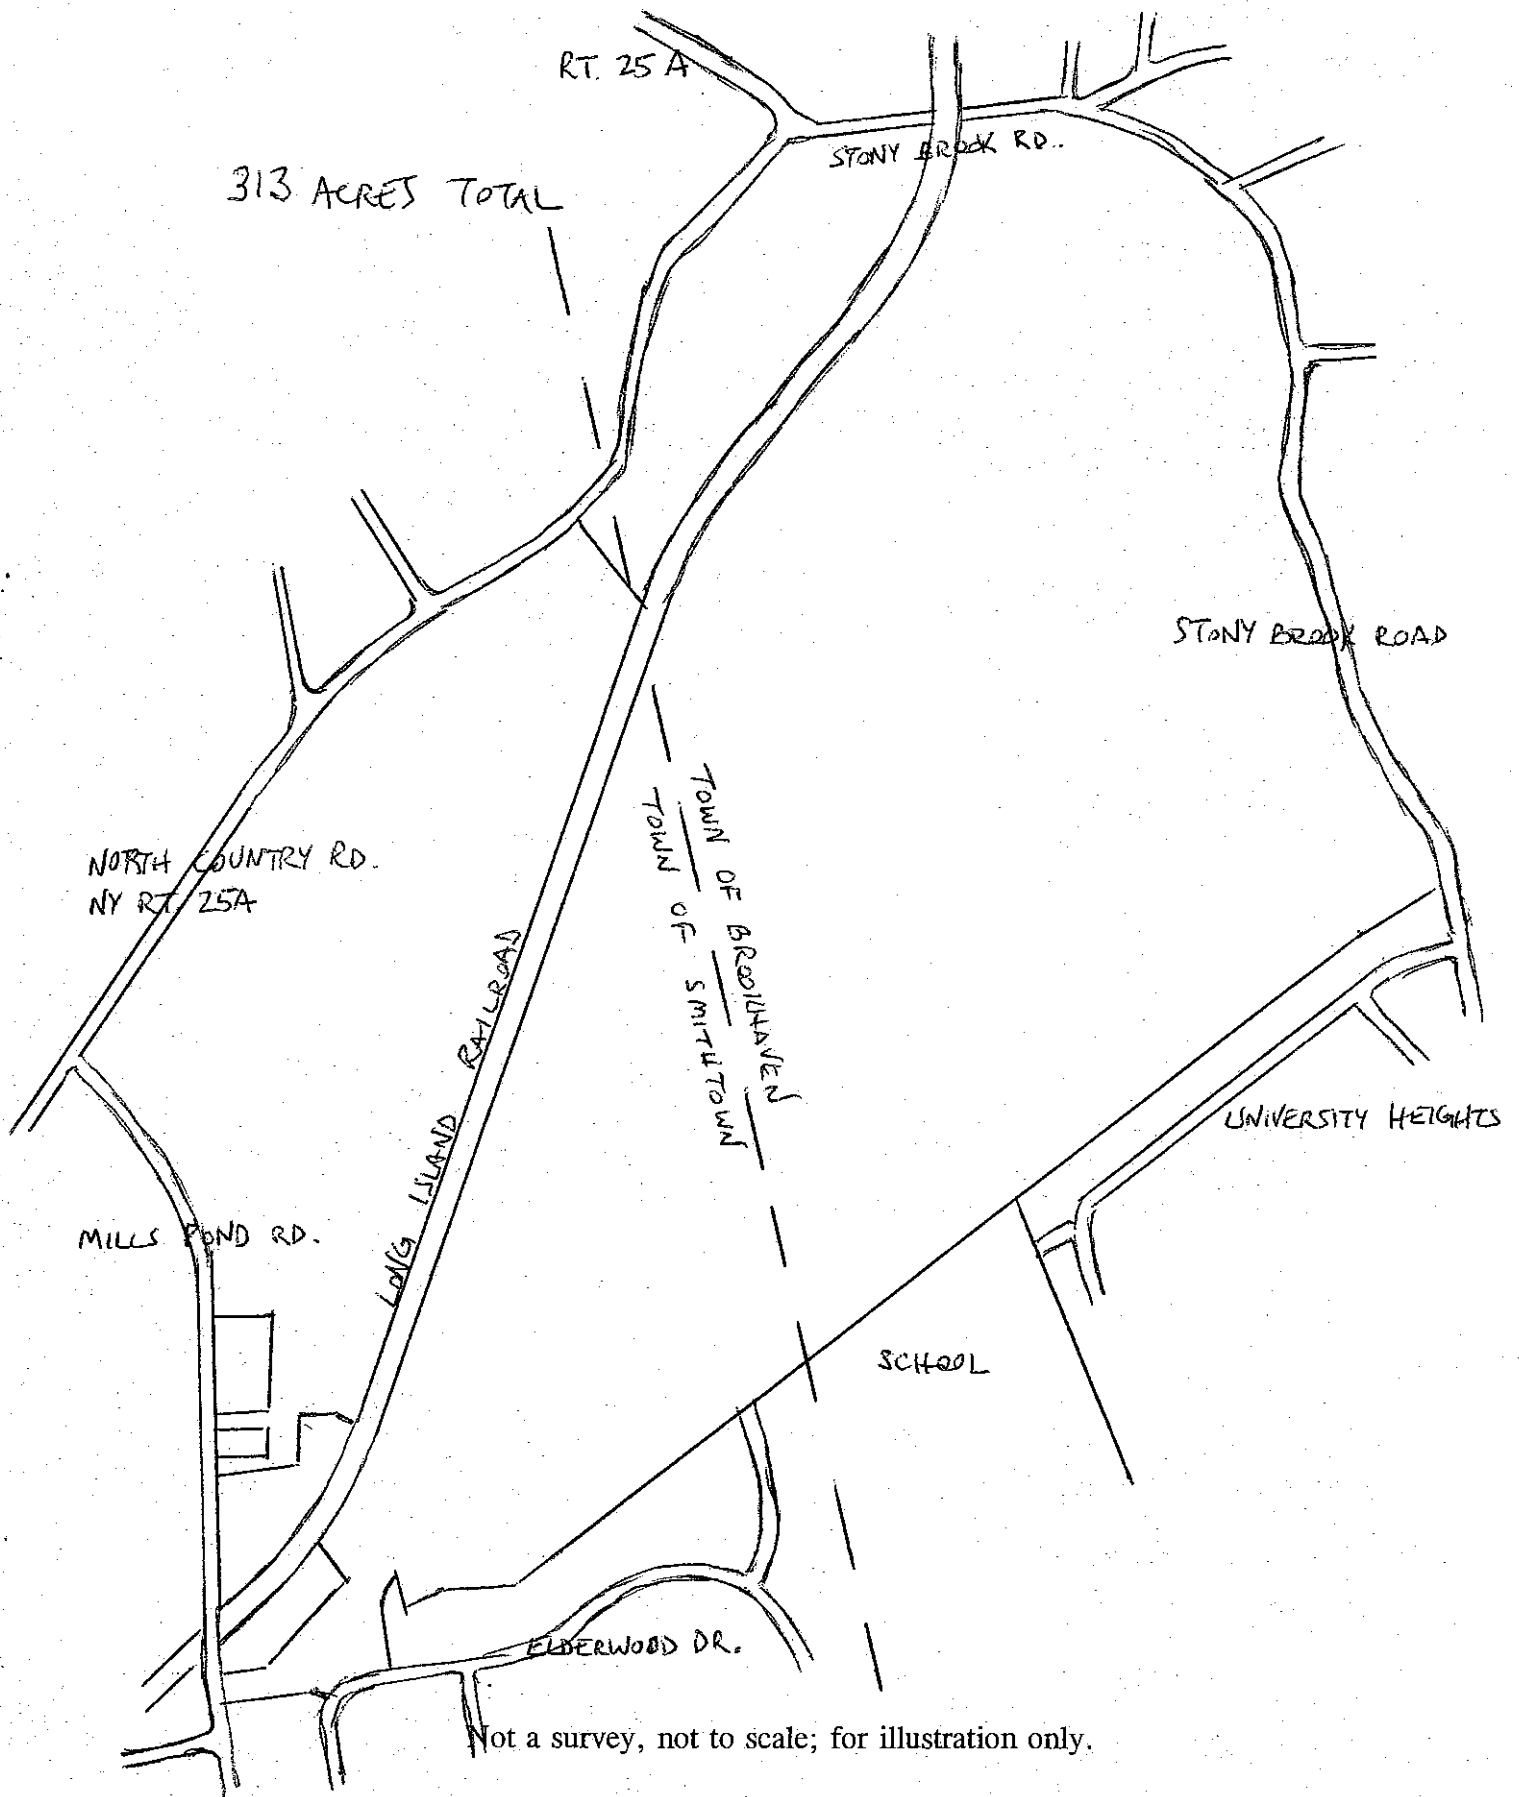 RT. 25 A
STONY BROOK RD..
313 ACRES TOTAL
STONY BROOK ROAD
TOWN OF BROOKHAVEN
TOWN OF SMITHTOWN
NORTH COUNTRY RD.
NY RT. 25A
LONG ISLAND RAILROAD
UNIVERSITY HEIGHTS
MILLS POND RD.
SCHOOL
ELDERWOOD DR.
Not a survey, not to scale; for illustration only.